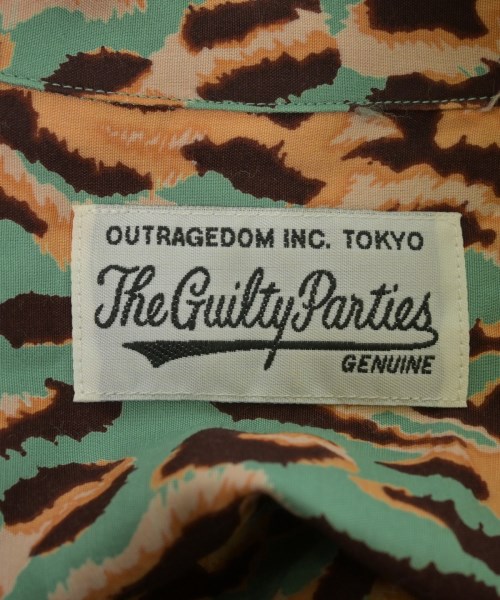 OUTRAGEDOM INC. TOKYO
The Guilty Parties
GENUINE